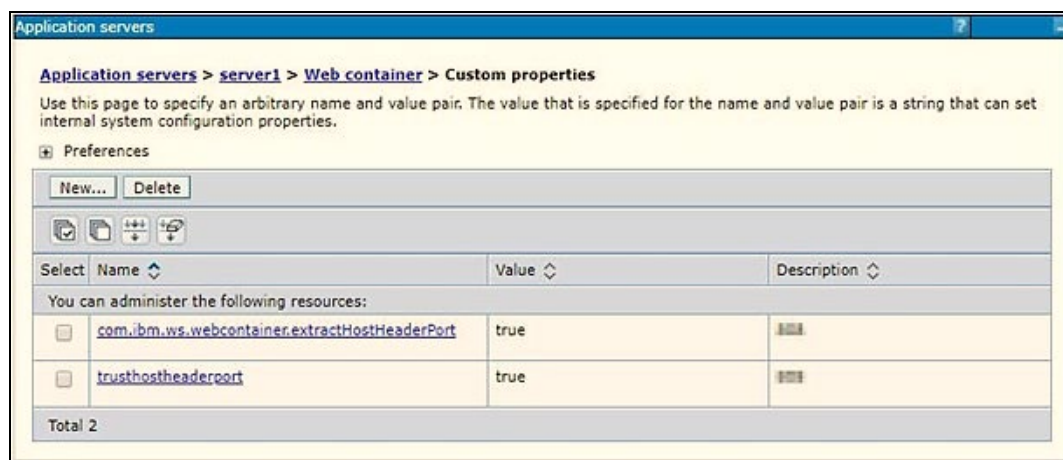 Application servers
?
Application servers > server1 > Web container > Custom properties
Use this page to specify an arbitrary name and value pair. The value that is specified for the name and value pair is a string that can set
internal system configuration properties.
Preferences
New... Delete
Select Name Value Description
You can administer the following resources:
com.ibm.ws.webcontainer.extractHostHeaderPort true
trusthostheaderport true
Total 2